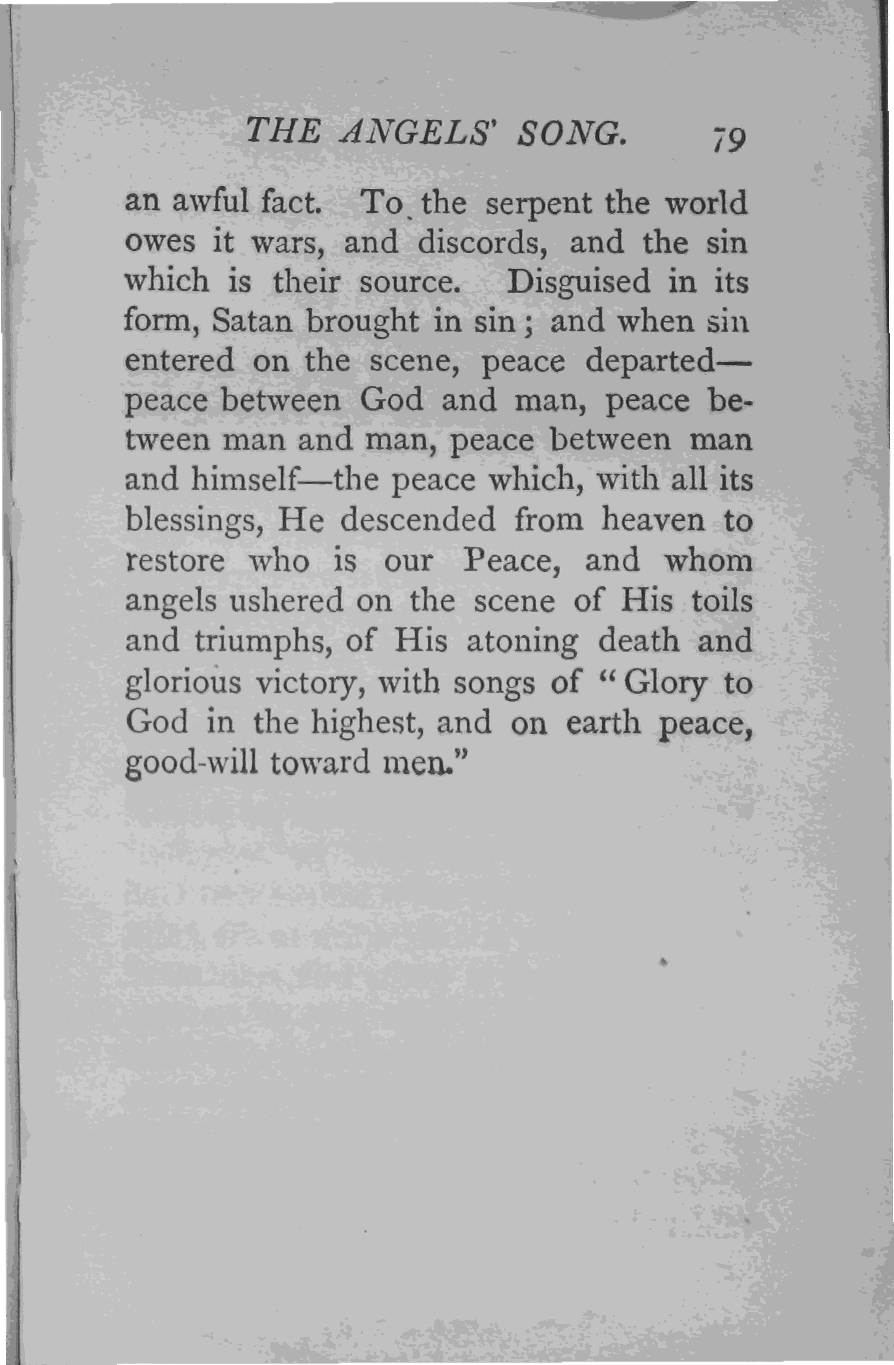 THE ANGELS' SONG. 79
an awful fact. To the serpent the world
owes it wars, and discords, and the sin
which is their source. Disguised in its
form, Satan brought in sin; and when sin
entered on the scene, peace departed—
peace between God and man, peace be-
tween man and man, peace between man
and himself—the peace which, with all its
blessings, He descended from heaven to
restore who is our Peace, and whom
angels ushered on the scene of His toils
and triumphs, of His atoning death and
glorious victory, with songs of "Glory to
God in the highest, and on earth peace,
good-will toward men."